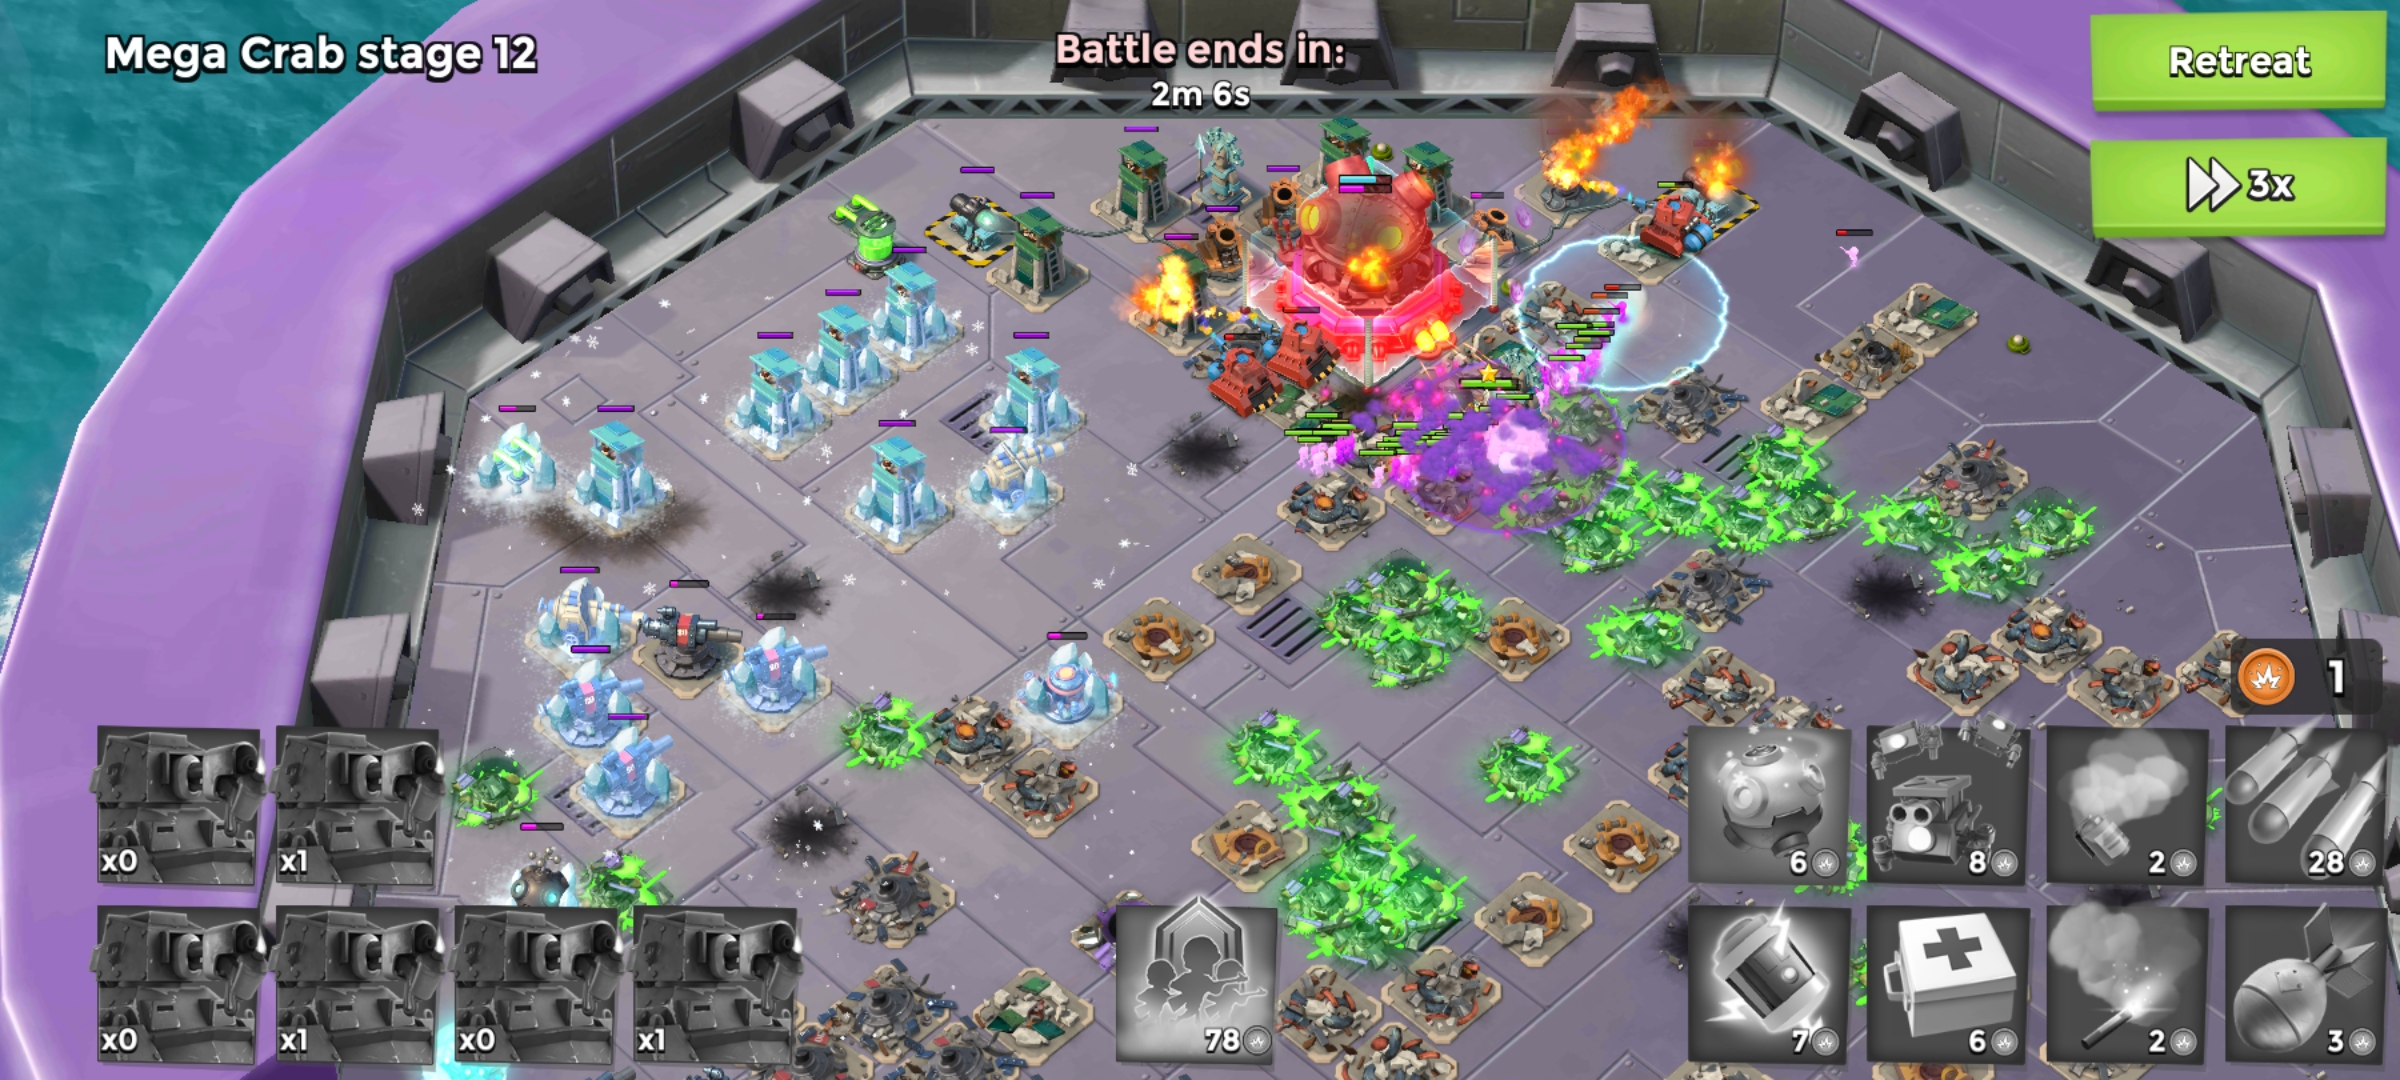 Mega Crab stage 12
Battle ends in:
2m 6s
Retreat
3x
1
x0
x1
6
8
2
28
x0
x1
x0
x1
78
7
6
2
3